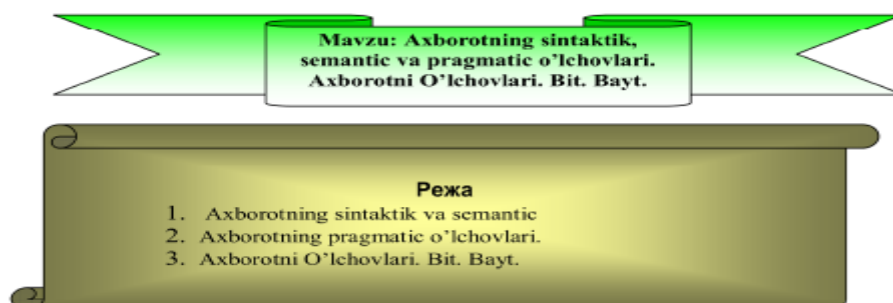 Mavzu: Axborotning sintaktik,
semantic va pragmatic o’lchovlari.
Axborotni O’lchovlari. Bit. Bayt.
Режа
1. Axborotning sintaktik va semantic
2. Axborotning pragmatic o’lchovlari.
3. Axborotni O’lchovlari. Bit. Bayt.